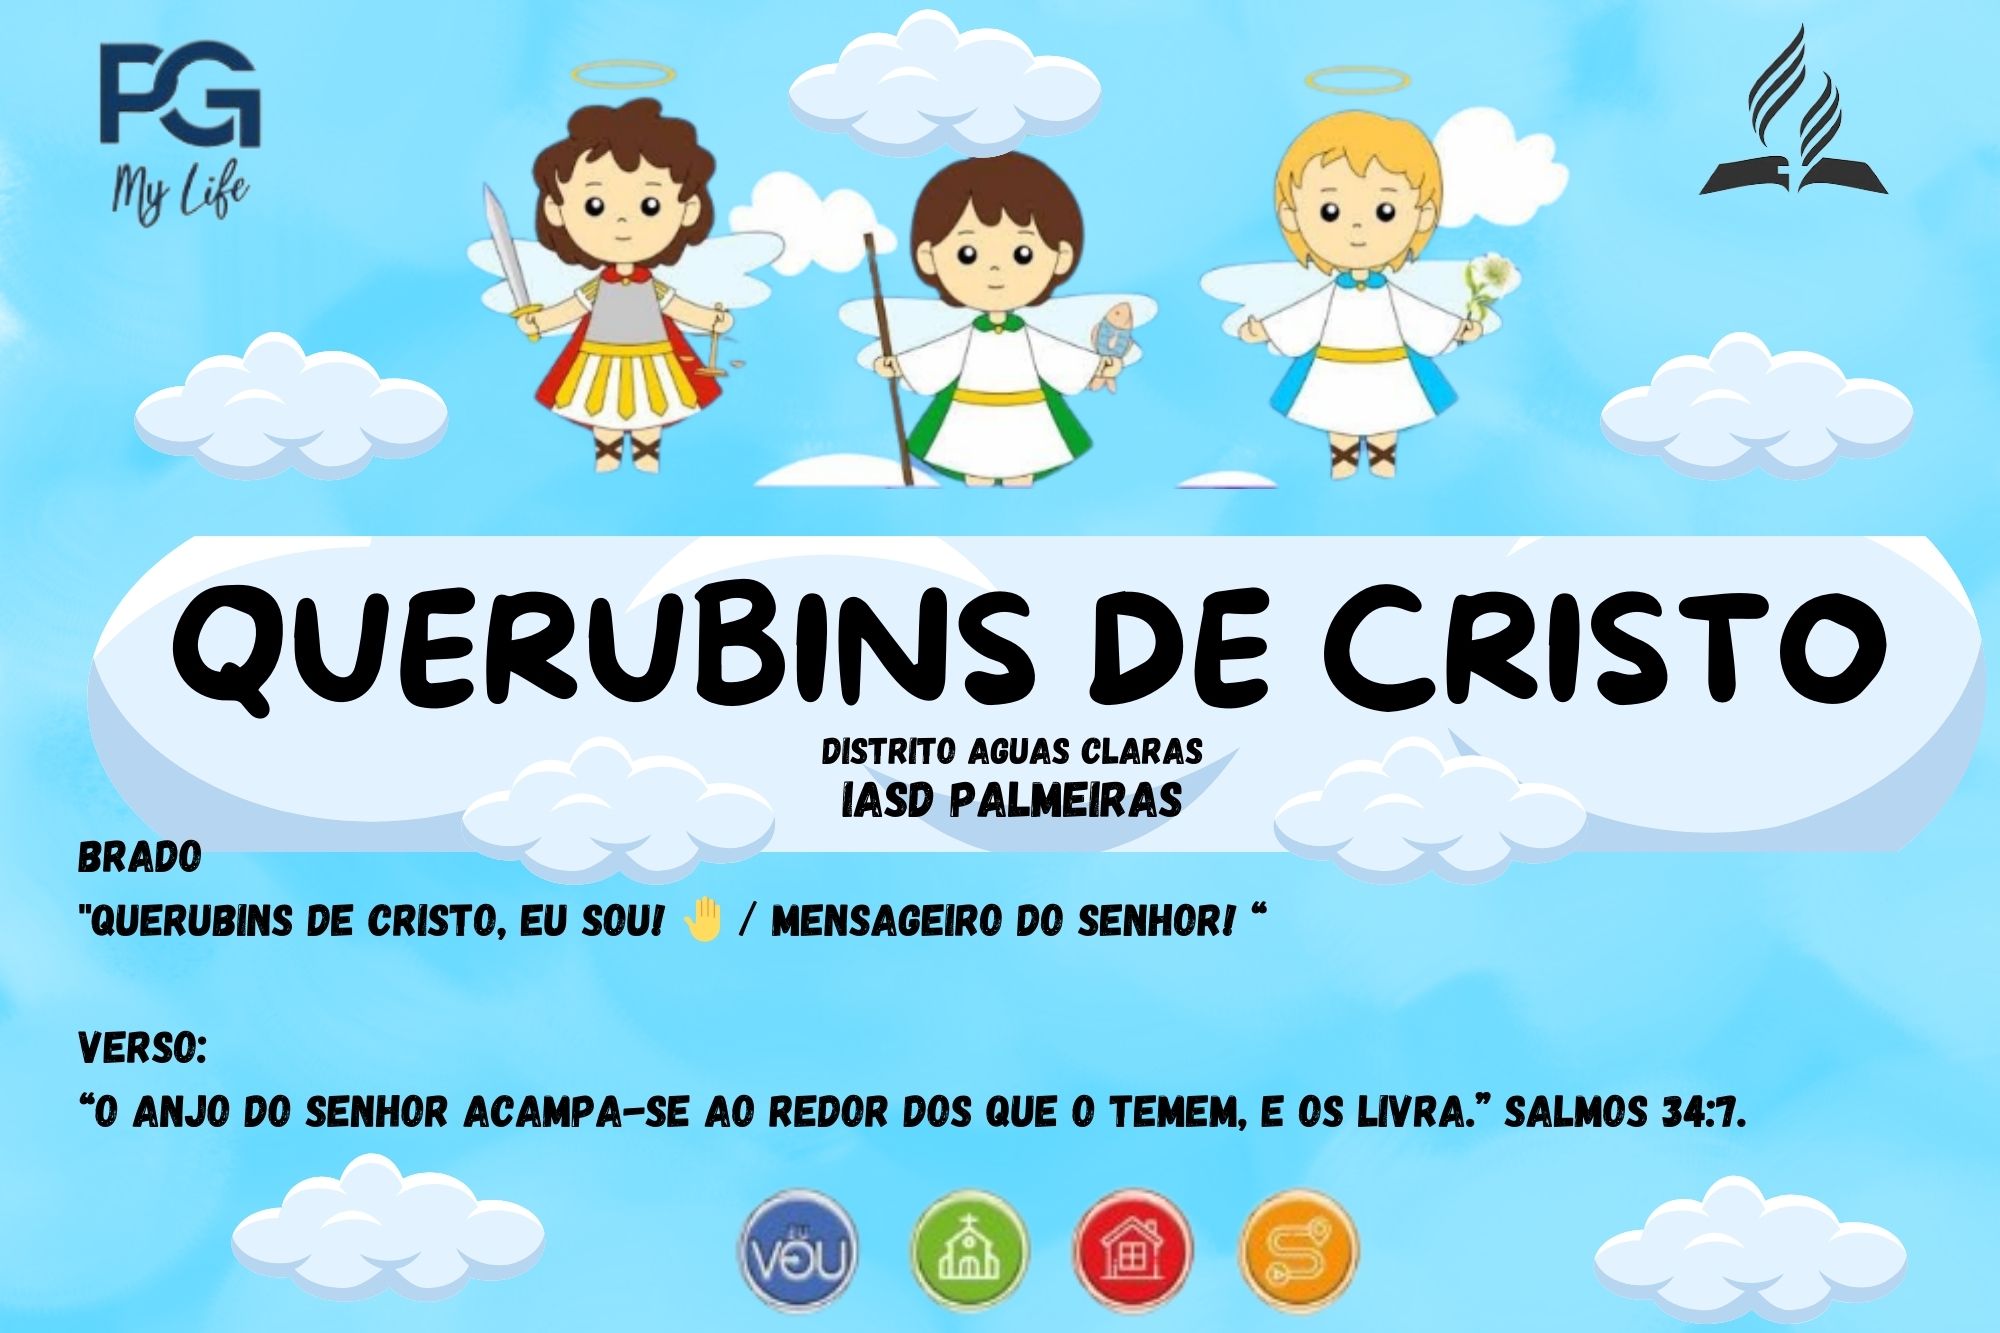 PG
My Life
QUERUBINS DE CRISTO
DISTRITO AGUAS CLARAS
IASD PALMEIRAS
BRADO
"QUERUBINS DE CRISTO, EU SOU! 🤚 / MENSAGEIRO DO SENHOR! “
VERSO:
“O ANJO DO SENHOR ACAMPA-SE AO REDOR DOS QUE O TEMEM, E OS LIVRA.” SALMOS 34:7.
EU
VOU